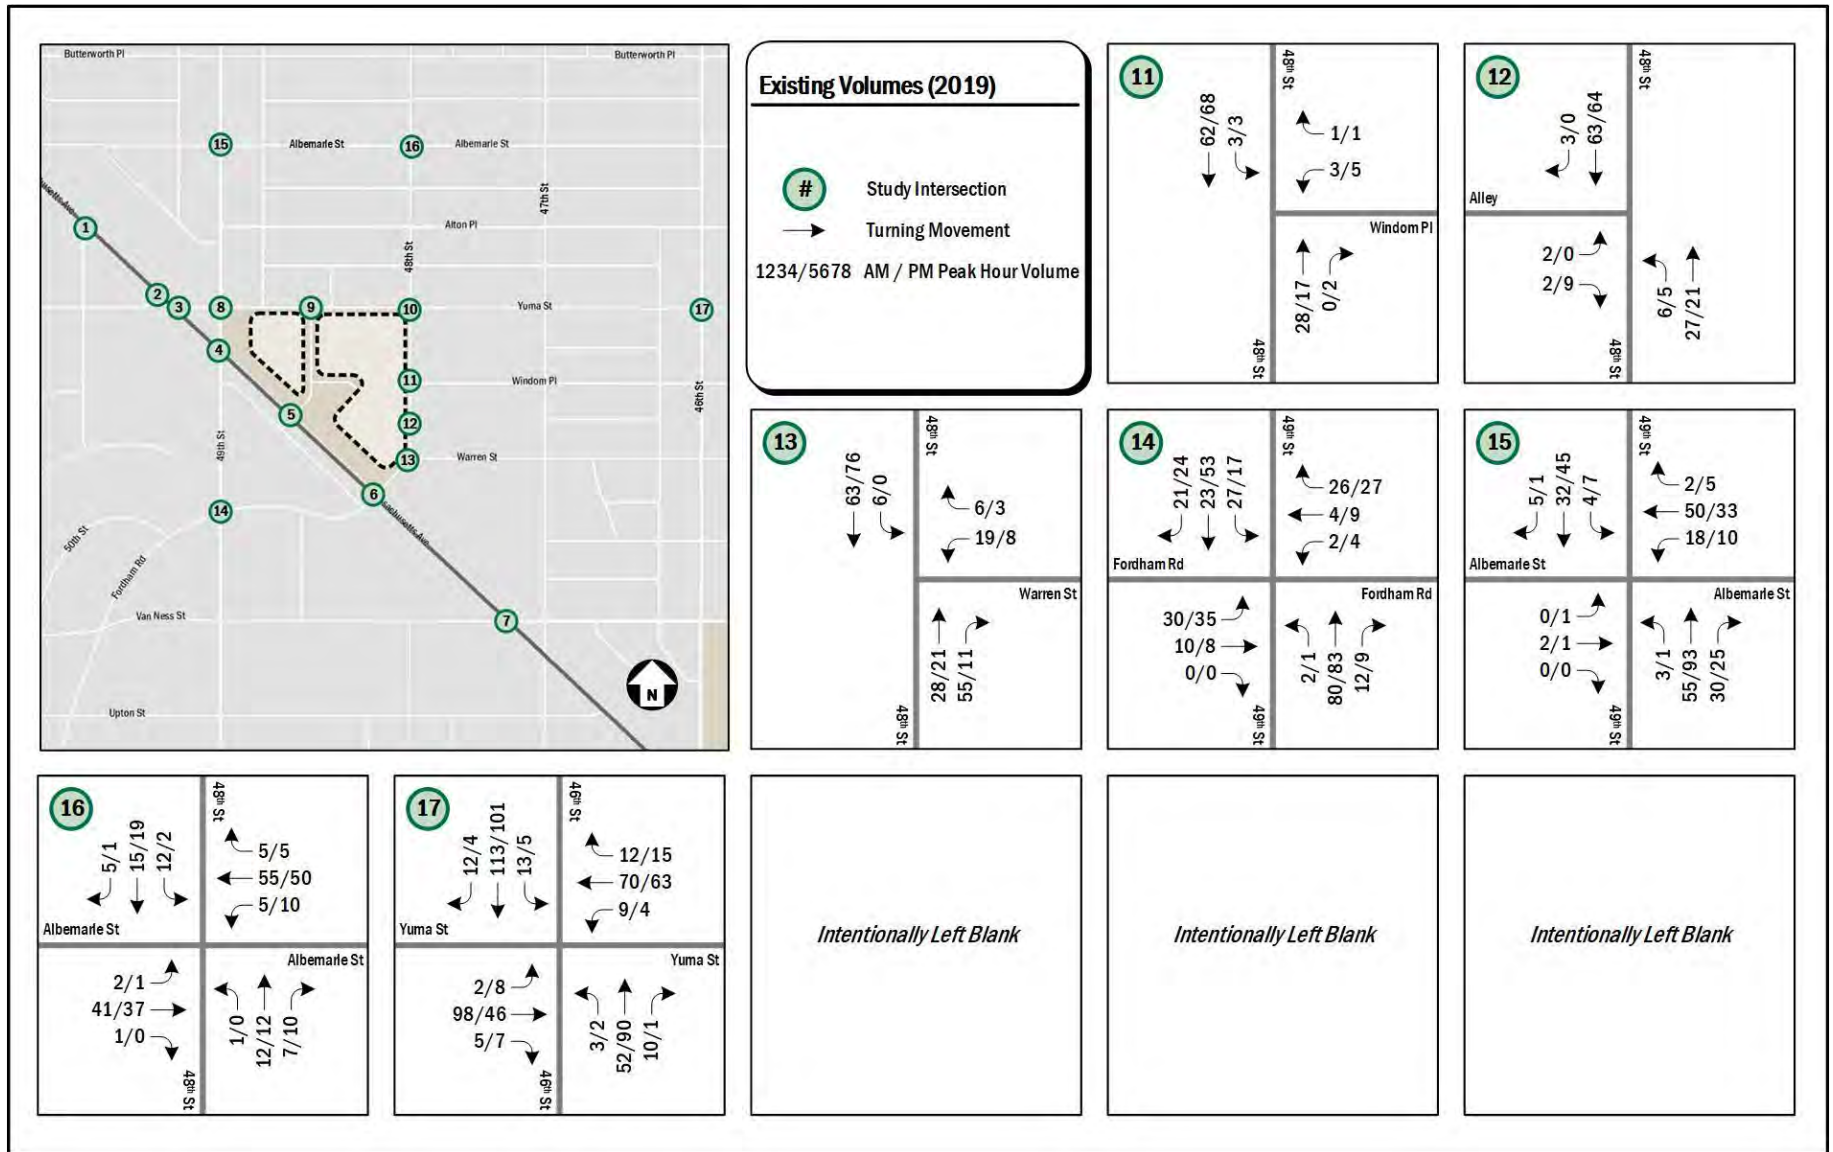 Butterworth Pl
Butterworth Pl
15
Albemarle St
16
Albemarle St
47th St
1
Alton Pl
48th St
2
3
8
9
10
Yuma St
17
4
11
Windom Pl
46th St
5
12
49th St
13
Warren St
6
14
50th St
Fordham Rd
Van Ness St
7
N
Upton St
Existing Volumes (2019)
# Study Intersection
Turning Movement
1234/5678 AM / PM Peak Hour Volume
11
48th St
62/68
3/3
1/1
3/5
Windom Pl
28/17
0/2
48th St
12
48th St
3/0
63/64
Alley
2/0
2/9
6/5
27/21
48th St
13
48th St
63/76
6/0
6/3
19/8
Warren St
28/21
55/11
48th St
14
49th St
21/24
23/53
27/17
26/27
4/9
2/4
Fordham Rd
Fordham Rd
30/35
10/8
0/0
2/1
80/83
12/9
49th St
15
49th St
5/1
32/45
4/7
2/5
50/33
18/10
Albemarle St
Albemarle St
0/1
2/1
0/0
3/1
55/93
30/25
49th St
16
48th St
5/1
15/19
12/2
5/5
55/50
5/10
Albemarle St
Albemarle St
2/1
41/37
1/0
1/0
12/12
7/10
48th St
17
46th St
12/4
113/101
13/5
12/15
70/63
9/4
Yuma St
Yuma St
2/8
98/46
5/7
3/2
52/90
10/1
46th St
Intentionally Left Blank
Intentionally Left Blank
Intentionally Left Blank